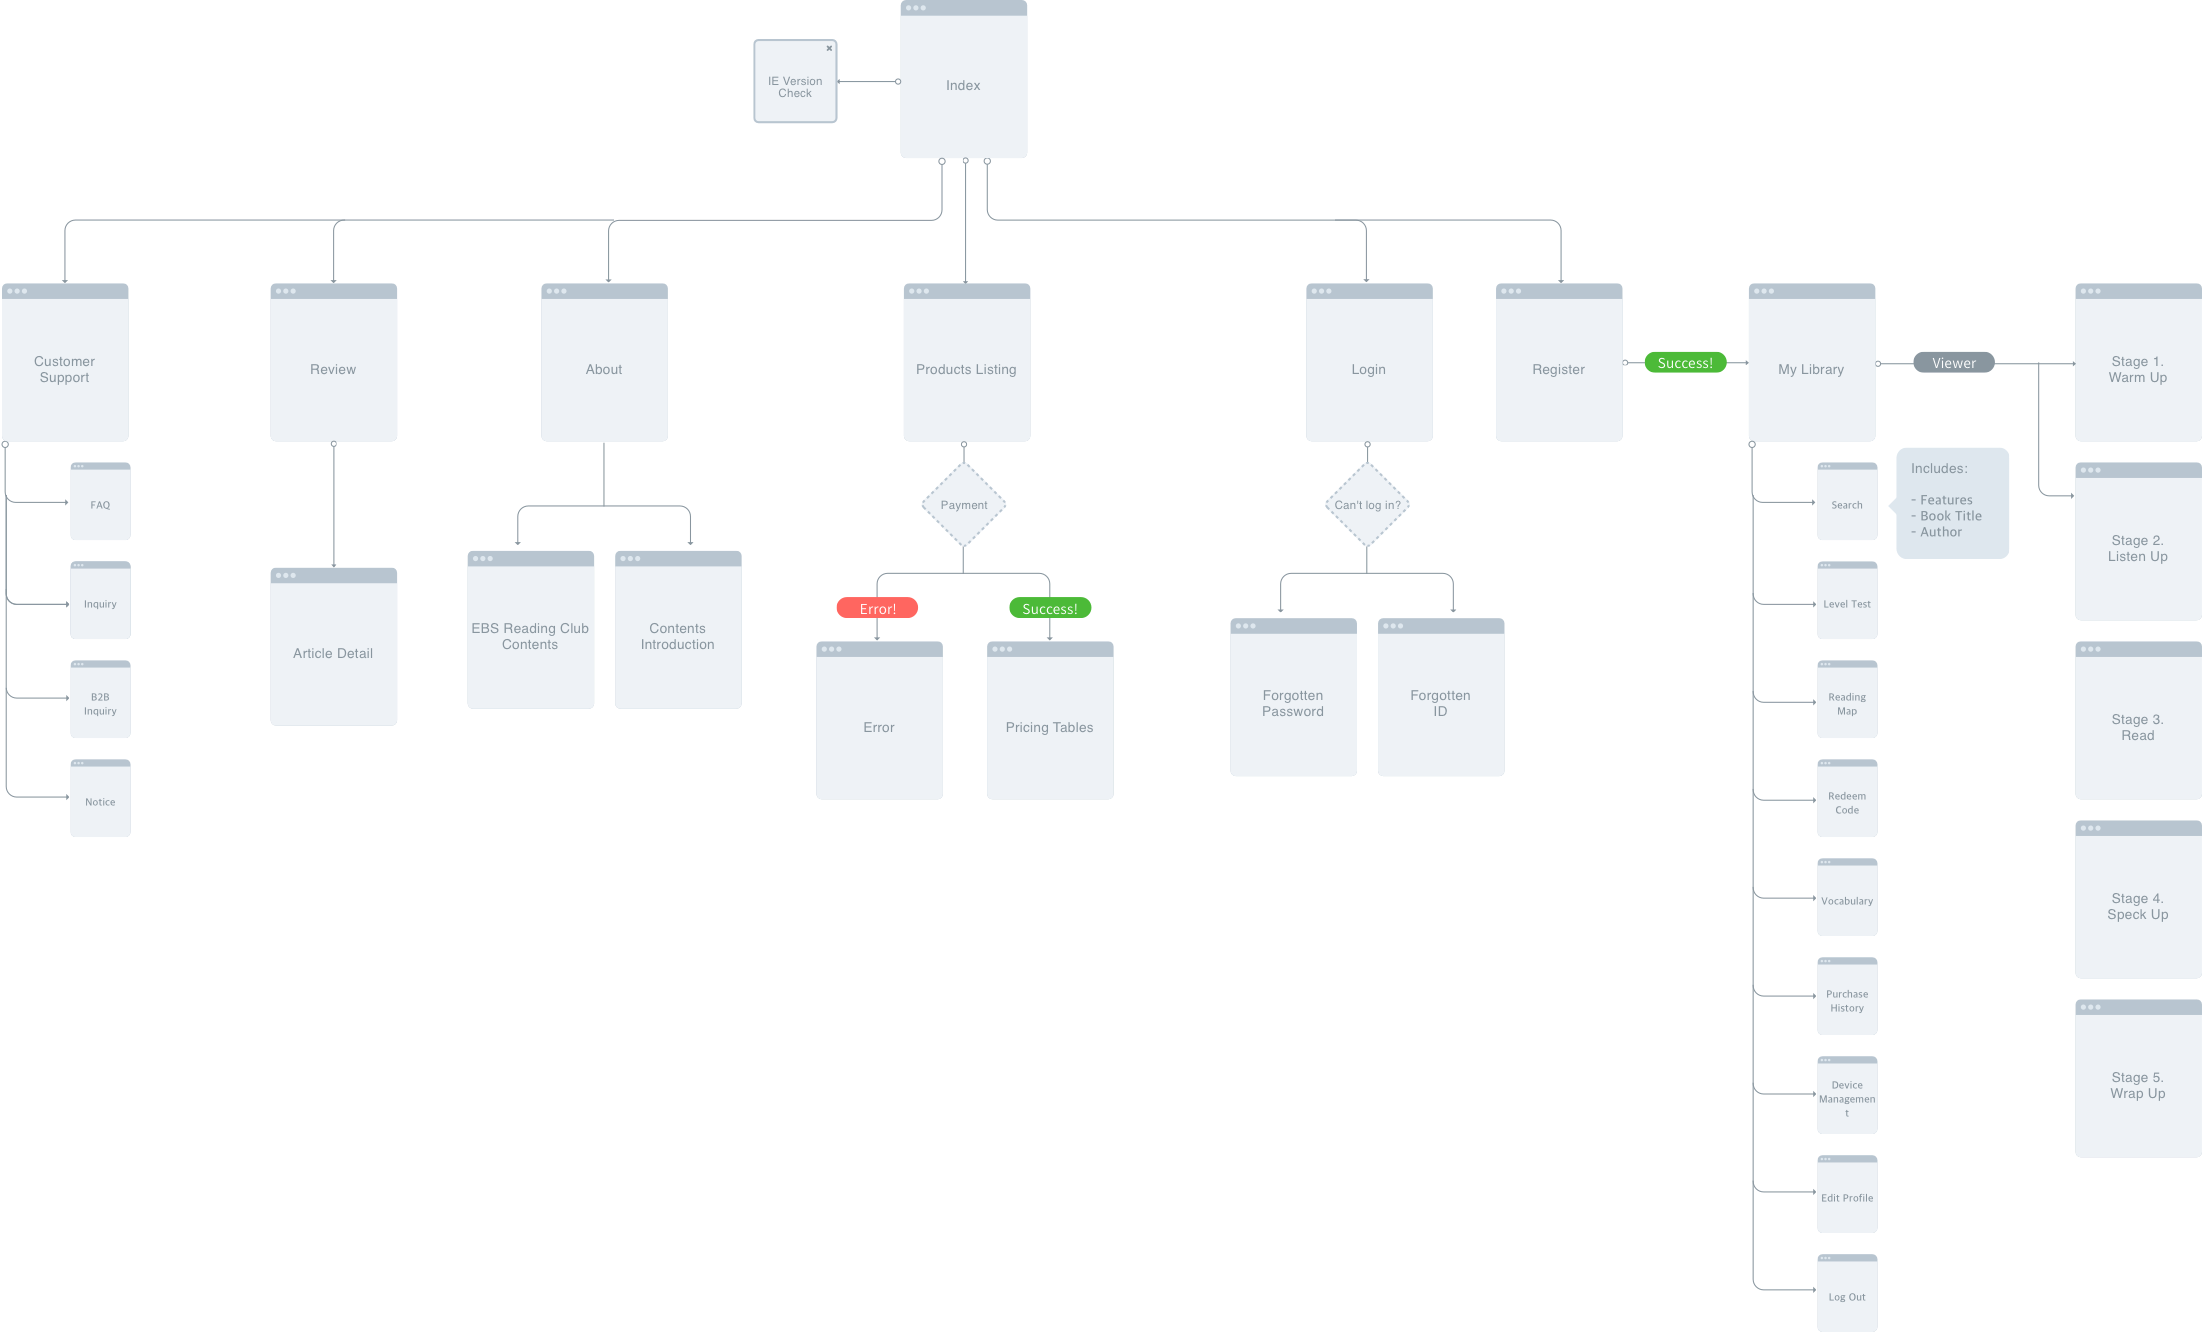 Index
IE Version
Check
Customer
Support
Review
About
Products Listing
Login
Register
Success!
My Library
Viewer
Stage 1.
Warm Up
FAQ
Inquiry
B2B
Inquiry
Notice
Article Detail
EBS Reading Club
Contents
Contents
Introduction
Payment
Error!
Success!
Error
Pricing Tables
Can't log in?
Forgotten
Password
Forgotten
ID
Search
Includes:
- Features
- Book Title
- Author
Level Test
Reading
Map
Redeem
Code
Vocabulary
Purchase
History
Device
Managemen
t
Edit Profile
Log Out
Stage 2.
Listen Up
Stage 3.
Read
Stage 4.
Speck Up
Stage 5.
Wrap Up